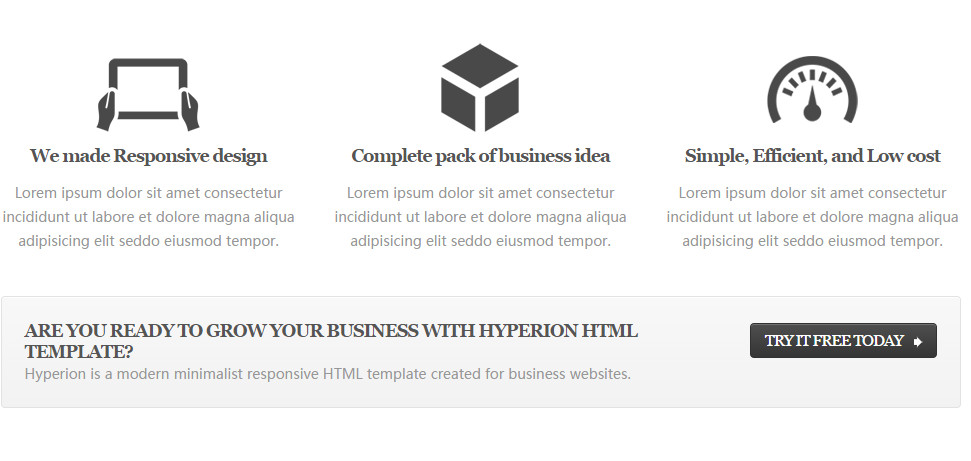 We made Responsive design
Lorem ipsum dolor sit amet consectetur
incididunt ut labore et dolore magna aliqua
adipisicing elit seddo eiusmod tempor.
Complete pack of business idea
Lorem ipsum dolor sit amet consectetur
incididunt ut labore et dolore magna aliqua
adipisicing elit seddo eiusmod tempor.
Simple, Efficient, and Low cost
Lorem ipsum dolor sit amet consectetur
incididunt ut labore et dolore magna aliqua
adipisicing elit seddo eiusmod tempor.
ARE YOU READY TO GROW YOUR BUSINESS WITH HYPERION HTML
TEMPLATE?
Hyperion is a modern minimalist responsive HTML template created for business websites.
TRY IT FREE TODAY